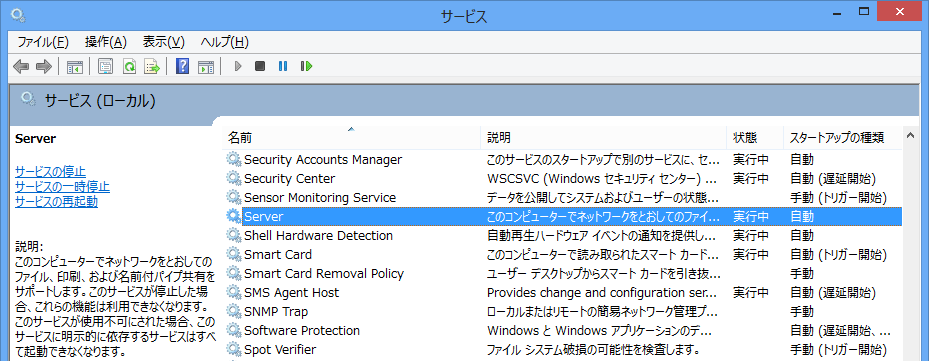 サービス
ファイル(F) 操作(A) 表示(V) ヘルプ(H)
サービス (ローカル)
Server
サービスの停止
サービスの一時停止
サービスの再起動
説明:
このコンピューターでネットワークをとおしての
ファイル、印刷、および名前付パイプ共有を
サポートします。このサービスが停止した場
合、これらの機能は利用できなくなります。
このサービスが使用不可にされた場合、この
サービスに明示的に依存するサービスはすべ
て起動できなくなります。
名前 説明 状態 スタートアップの種類
Security Accounts Manager このサービスのスタートアップで別のサービスに、セ... 実行中 自動
Security Center WSCSVC (Windows セキュリティ センター) ... 実行中 自動 (遅延開始)
Sensor Monitoring Service データを公開してシステムおよびユーザーの状態... 手動 (トリガー開始)
Server このコンピューターでネットワークをとおしてのファイ... 実行中 自動
Shell Hardware Detection 自動再生ハードウェア イベントの通知を提供し... 実行中 自動
Smart Card このコンピューターで読み取られたスマート カード... 実行中 自動 (トリガー開始)
Smart Card Removal Policy ユーザー デスクトップからスマート カードを引き抜... 手動
SMS Agent Host Provides change and configuration ser... 実行中 自動 (遅延開始)
SNMP Trap ローカルまたはリモートの簡易ネットワーク管理プ... 手動
Software Protection Windows と Windows アプリケーションのデ... 自動 (遅延開始、
Spot Verifier ファイル システム破損の可能性を検査します。 手動 (トリガー開始)